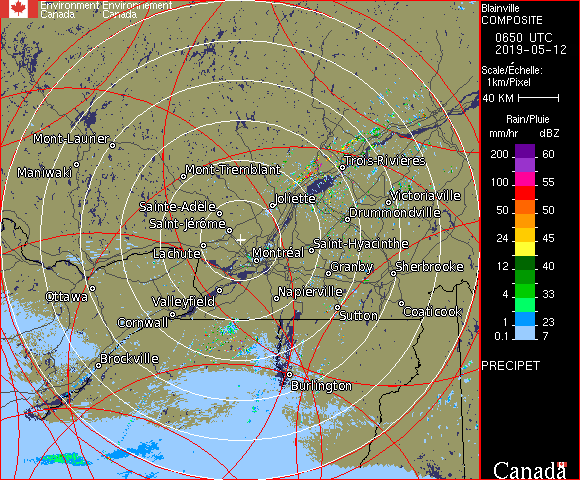 Environment Environnement
Canada Canada
Blainville
COMPOSITE
0650 UTC
2019-05-12
Scale/Échelle:
1km/Pixel
40 KM
Rain/Pluie
mm/hr dBZ
200 60
100 55
50 50
24 45
12 40
4 33
1 23
0.1 7
PRECIPET
Canada
Mont-Laurier
Maniwaki
Mont-Tremblant
Trois-Rivières
Joliette
Victoriaville
Sainte-Adèle
Drummondville
Saint-Jérôme
Saint-Hyacinthe
Lachute
Montréal
Granby
Sherbrooke
Ottawa
Valleyfield
Napierville
Cornwall
Sutton
Coaticook
Brockville
Burlington